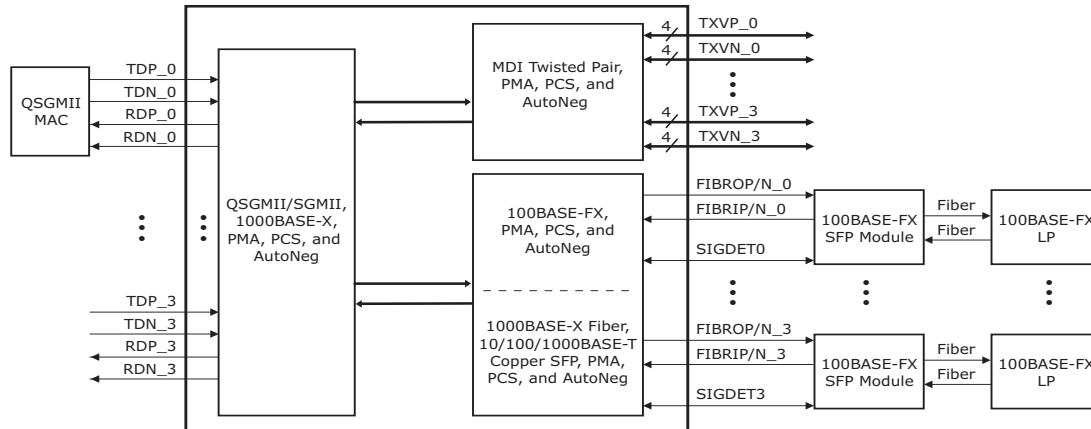 QSGMII
MAC
TDP_0
TDN_0
RDP_0
RDN_0
TDP_3
TDN_3
RDP_3
RDN_3
QSGMII/SGMII,
1000BASE-X,
PMA, PCS, and
AutoNeg
MDI Twisted Pair,
PMA, PCS, and
AutoNeg
4 TXVP_0
4 TXVN_0
4 TXVP_3
4 TXVN_3
100BASE-FX,
PMA, PCS, and
AutoNeg
1000BASE-X Fiber,
10/100/1000BASE-T
Copper SFP, PMA,
PCS, and AutoNeg
FIBROP/N_0
FIBRIP/N_0
SIGDET0
100BASE-FX
SFP Module
Fiber
Fiber
100BASE-FX
LP
FIBROP/N_3
FIBRIP/N_3
SIGDET3
100BASE-FX
SFP Module
Fiber
Fiber
100BASE-FX
LP